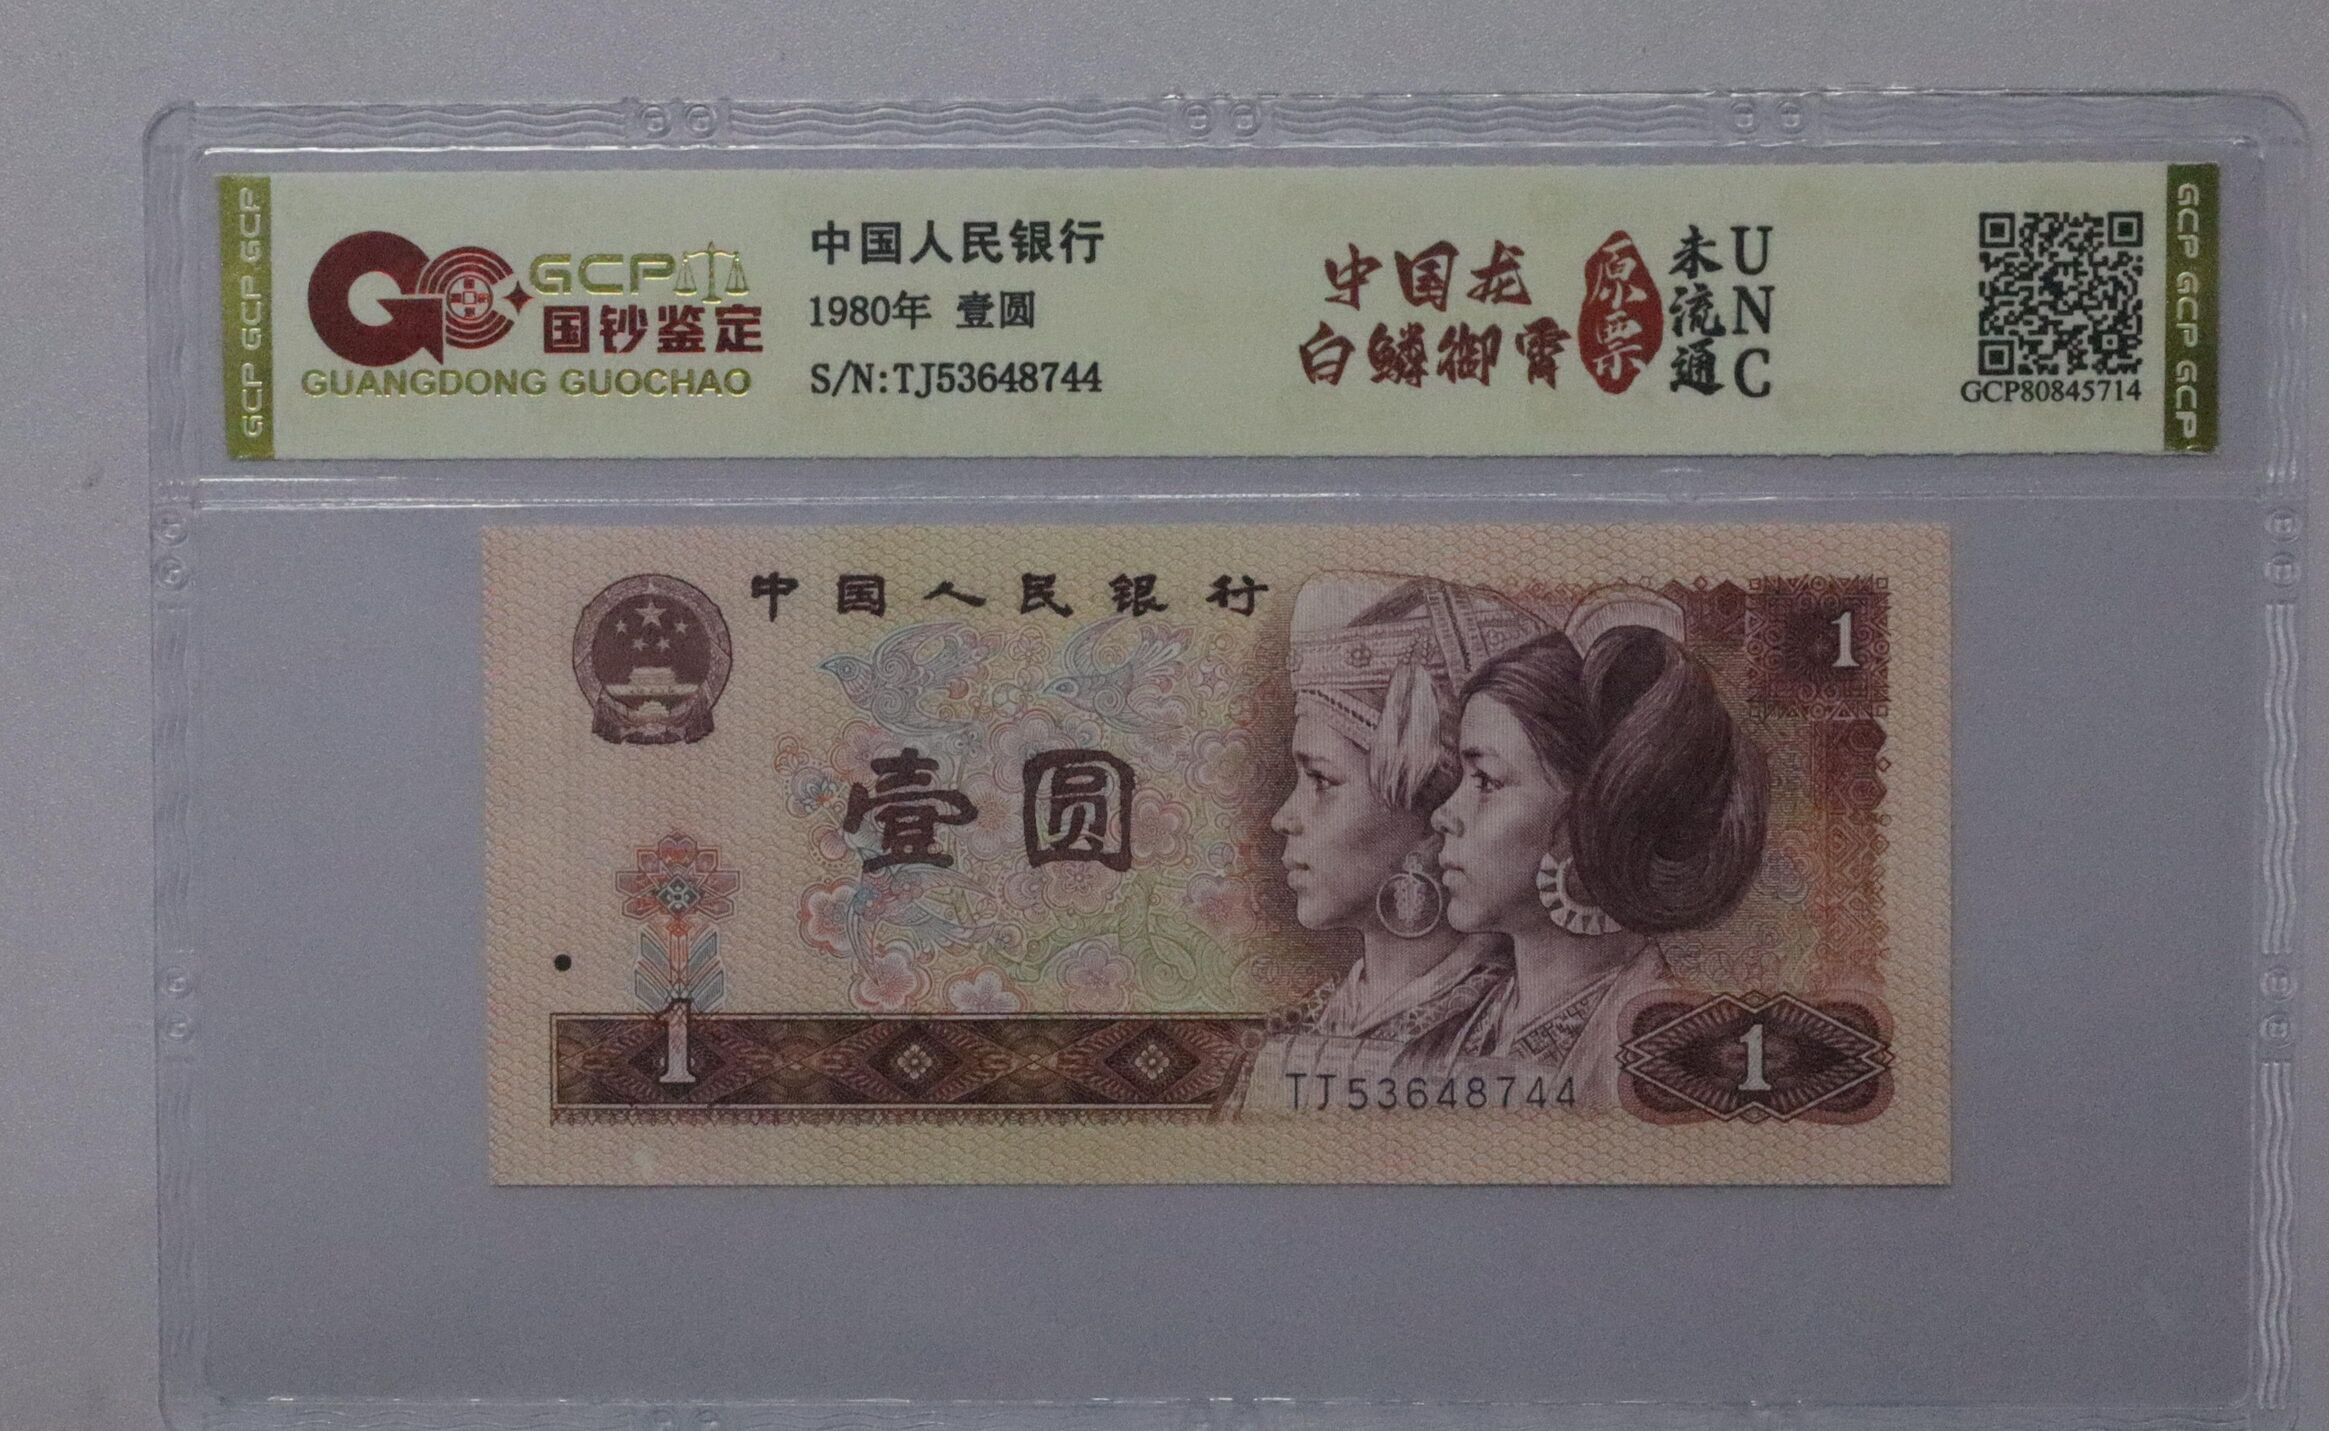 GCP
国钞鉴定
GUANGDONG GUOCHAO
中国人民银行
1980年 壹圆
S/N:TJ53648744
中国龙
白鳞御霄
原票
未流通
UNC
GCP80845714
GCP GCP GCP GCP
GCP GCP GCP GCP
中国人民银行
1
壹圆
1
TJ53648744
1